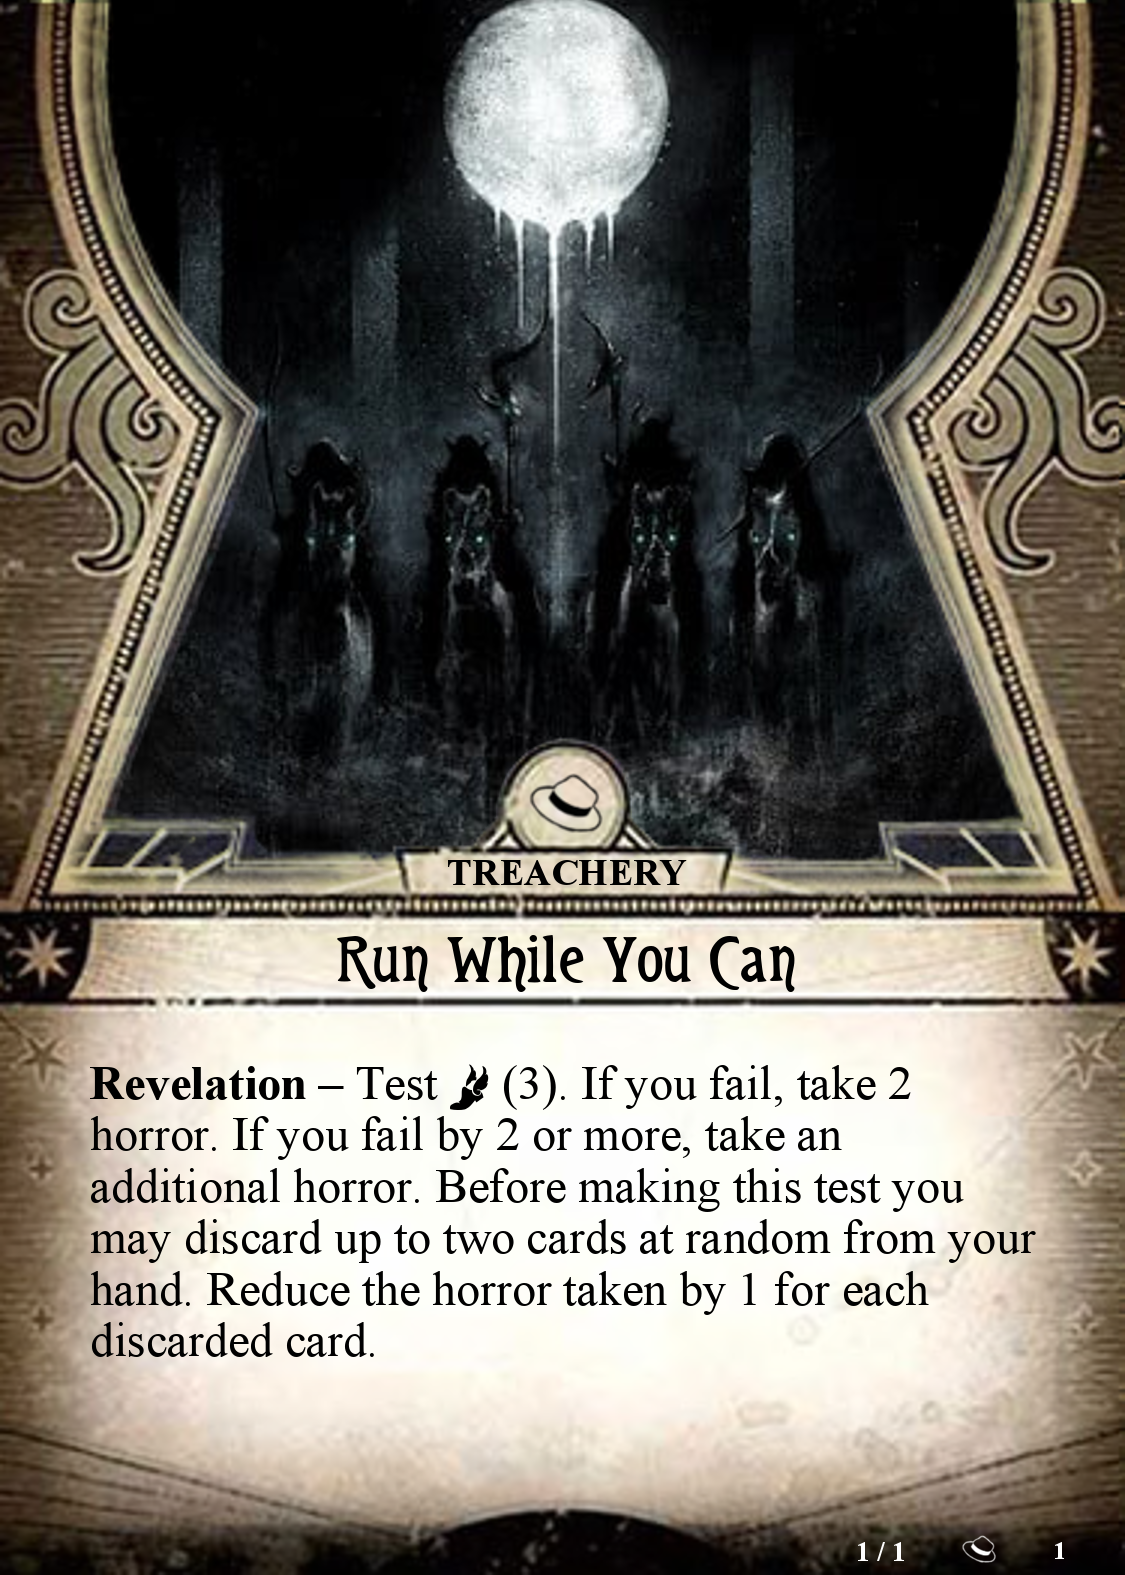 TREACHERY
Run While You Can
Revelation – Test (3). If you fail, take 2
horror. If you fail by 2 or more, take an
additional horror. Before making this test you
may discard up to two cards at random from your
hand. Reduce the horror taken by 1 for each
discarded card.
1 / 1 1